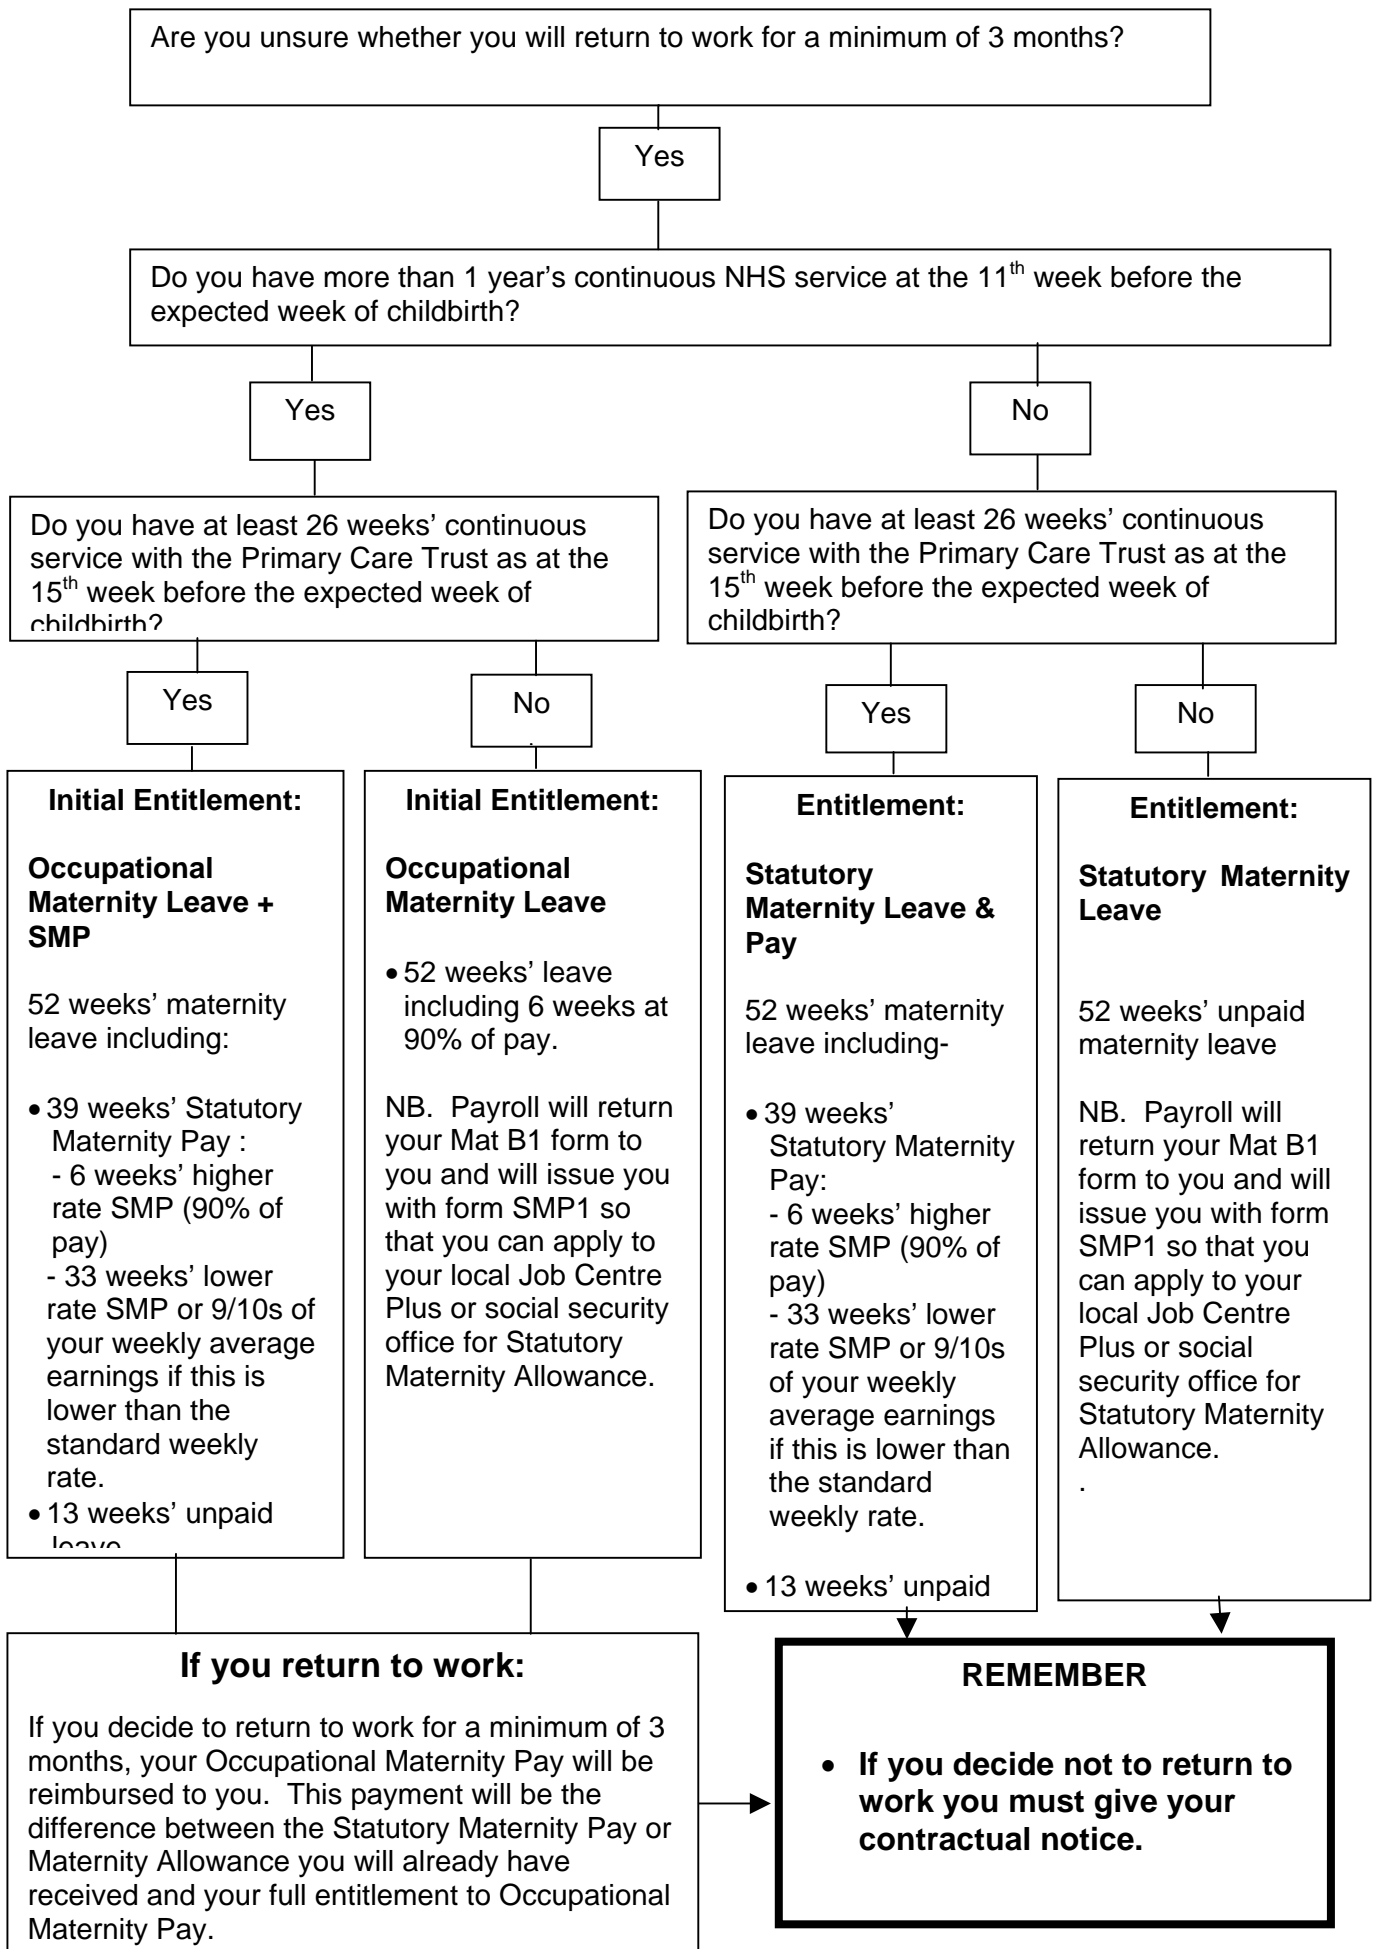 Are you unsure whether you will return to work for a minimum of 3 months?
Yes
Do you have more than 1 year's continuous NHS service at the 11th week before the
expected week of childbirth?
Yes
No
Do you have at least 26 weeks' continuous
service with the Primary Care Trust as at the
15th week before the expected week of
childbirth?
Do you have at least 26 weeks' continuous
service with the Primary Care Trust as at the
15th week before the expected week of
childbirth?
Yes
No
.
Yes
No
Initial Entitlement:
Occupational
Maternity Leave +
SMP
52 weeks' maternity
leave including:
• 39 weeks' Statutory
Maternity Pay :
- 6 weeks' higher
rate SMP (90% of
pay)
- 33 weeks' lower
rate SMP or 9/10s of
your weekly average
earnings if this is
lower than the
standard weekly
rate.
• 13 weeks' unpaid
leave
Initial Entitlement:
Occupational
Maternity Leave
• 52 weeks' leave
including 6 weeks at
90% of pay.
NB. Payroll will return
your Mat B1 form to
you and will issue you
with form SMP1 so
that you can apply to
your local Job Centre
Plus or social security
office for Statutory
Maternity Allowance.
Entitlement:
Statutory
Maternity Leave &
Pay
52 weeks' maternity
leave including-
• 39 weeks'
Statutory Maternity
Pay:
- 6 weeks' higher
rate SMP (90% of
pay)
- 33 weeks' lower
rate SMP or 9/10s
of your weekly
average earnings
if this is lower than
the standard
weekly rate.
• 13 weeks' unpaid
Entitlement:
Statutory Maternity
Leave
52 weeks' unpaid
maternity leave
NB. Payroll will
return your Mat B1
form to you and will
issue you with form
SMP1 so that you
can apply to your
local Job Centre
Plus or social
security office for
Statutory Maternity
Allowance.
.
If you return to work:
If you decide to return to work for a minimum of 3
months, your Occupational Maternity Pay will be
reimbursed to you. This payment will be the
difference between the Statutory Maternity Pay or
Maternity Allowance you will already have
received and your full entitlement to Occupational
Maternity Pay.
REMEMBER
• If you decide not to return to
work you must give your
contractual notice.